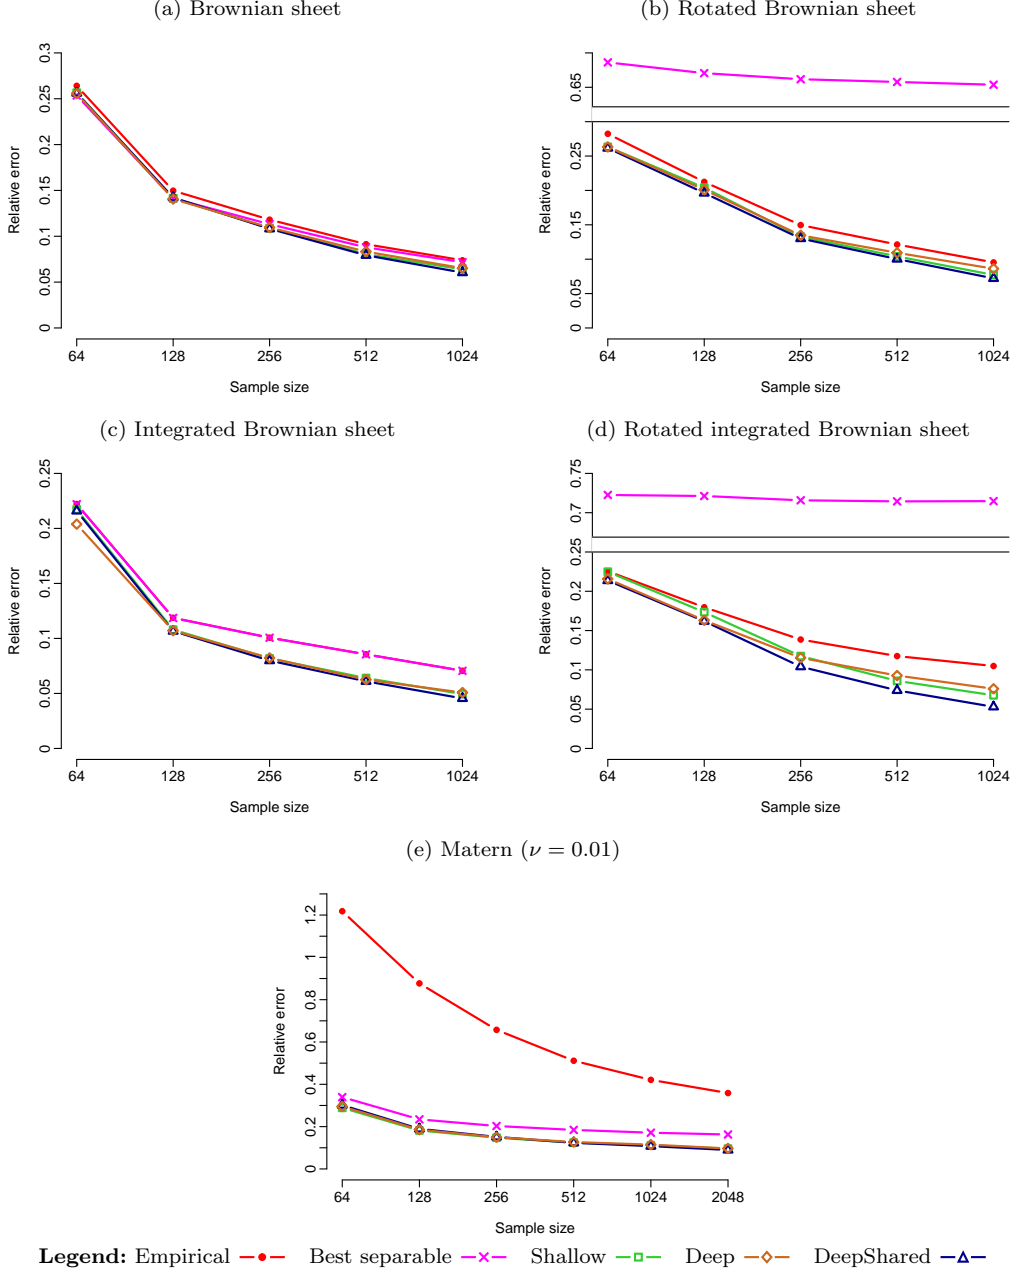 (a) Brownian sheet
(b) Rotated Brownian sheet
0.3
0.25
0.2
0.15
0.1
0.05
0
Relative error
64 128 256 512 1024
Sample size
0.65
0.25
0.15
0.05
0
Relative error
64 128 256 512 1024
Sample size
(c) Integrated Brownian sheet
(d) Rotated integrated Brownian sheet
0.25
0.2
0.15
0.1
0.05
0
Relative error
64 128 256 512 1024
Sample size
0.75
0.7
0.25
0.2
0.15
0.1
0.05
0
Relative error
64 128 256 512 1024
Sample size
(e) Matern (ν = 0.01)
1.2
1
0.8
0.6
0.4
0.2
0
Relative error
64 128 256 512 1024 2048
Sample size
Legend: Empirical Best separable Shallow Deep DeepShared